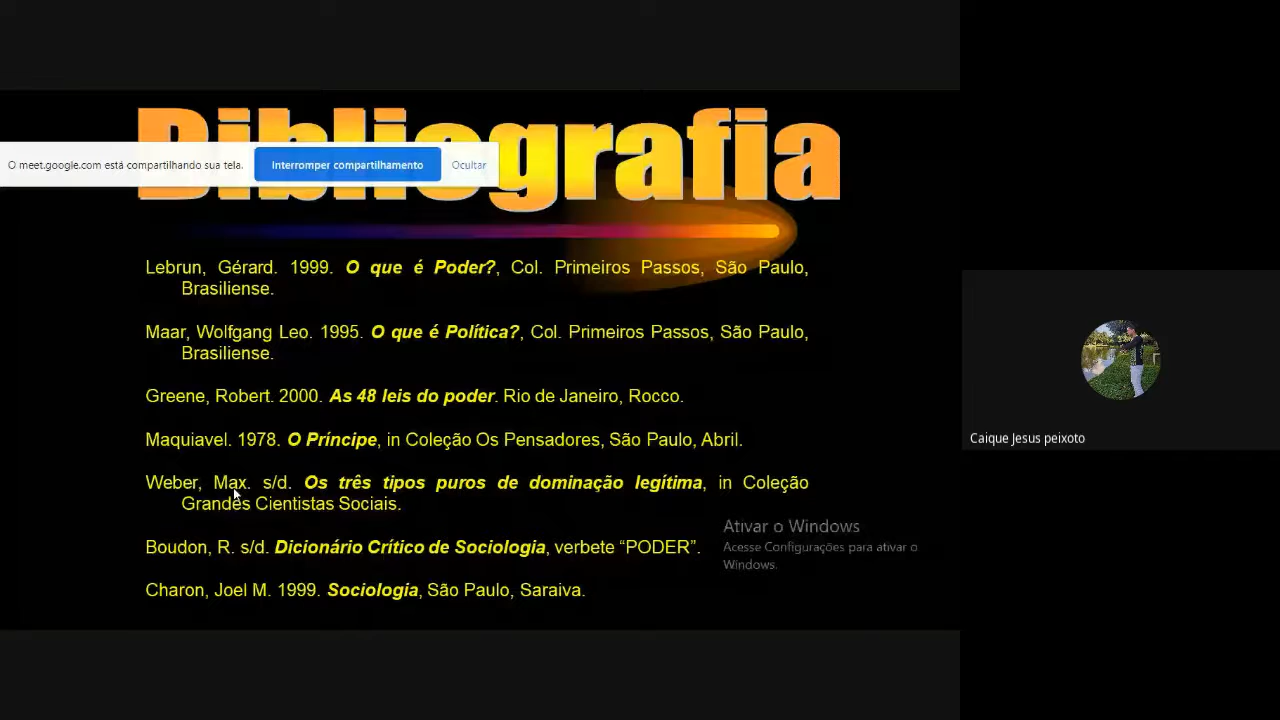 Bibliografia
O meet.google.com está compartilhando sua tela.
Interromper compartilhamento
Ocultar
Lebrun, Gérard. 1999. O que é Poder?, Col. Primeiros Passos, São Paulo,
Brasiliense.
Maar, Wolfgang Leo. 1995. O que é Política?, Col. Primeiros Passos, São Paulo,
Brasiliense.
Greene, Robert. 2000. As 48 leis do poder. Rio de Janeiro, Rocco.
Maquiavel. 1978. O Príncipe, in Coleção Os Pensadores, São Paulo, Abril.
Caique Jesus peixoto
Weber, Max. s/d. Os três tipos puros de dominação legítima, in Coleção
Grandes Cientistas Sociais.
Boudon, R. s/d. Dicionário Crítico de Sociologia, verbete “PODER”.
Charon, Joel M. 1999. Sociologia, São Paulo, Saraiva.
Ativar o Windows
Acesse Configurações para ativar o
Windows.